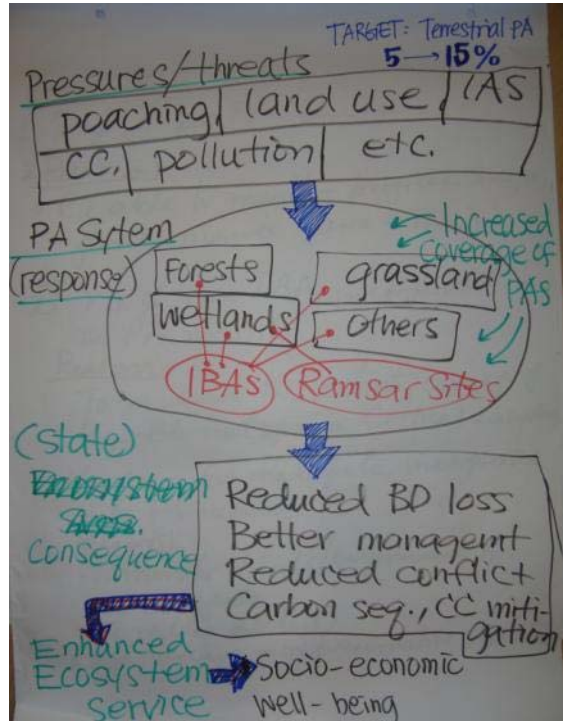 TARGET: Terrestrial PA
5 → 15%
Pressures/threats
poaching land use IAS
CC. pollution etc.
PA Sytem
(response)
Increased
coverage of
PAs
Forests
grassland
wetlands
others
IBAs
Ramsar Sites
(state)
Consequence
Reduced BD loss
Better managemt
Reduced conflict
Carbon seq., CC miti-
gation
Enhanced
Ecosystem
Service
Socio-economic
Well-being